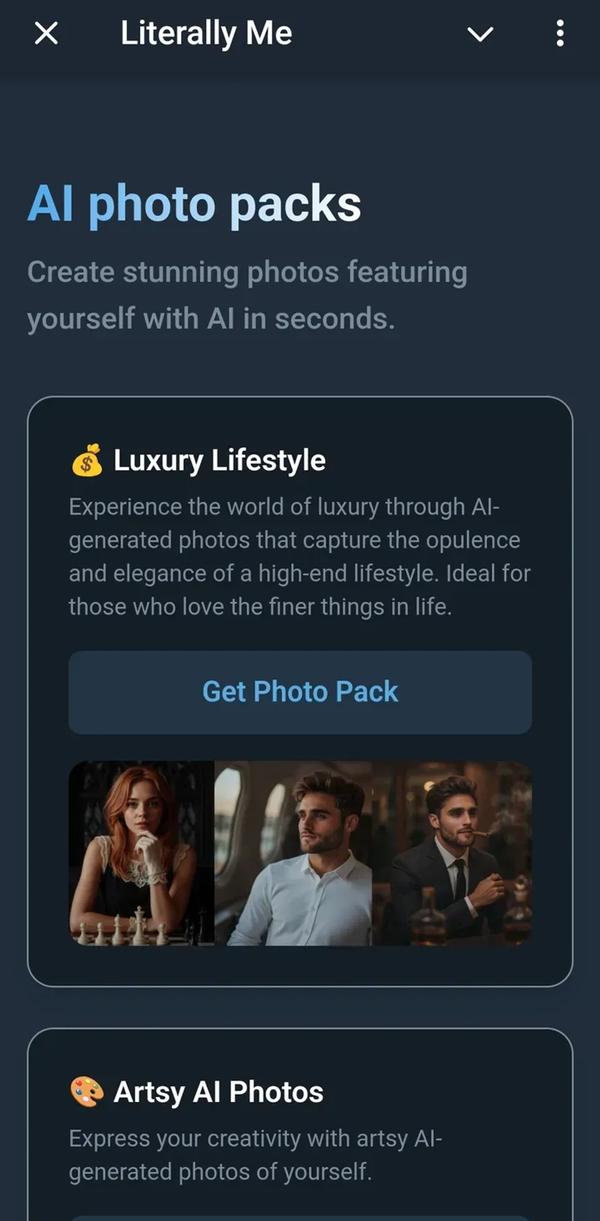 Literally Me
AI photo packs
Create stunning photos featuring
yourself with AI in seconds.
💰 Luxury Lifestyle
Experience the world of luxury through AI-
generated photos that capture the opulence
and elegance of a high-end lifestyle. Ideal for
those who love the finer things in life.
Get Photo Pack
🎨 Artsy AI Photos
Express your creativity with artsy AI-
generated photos of yourself.